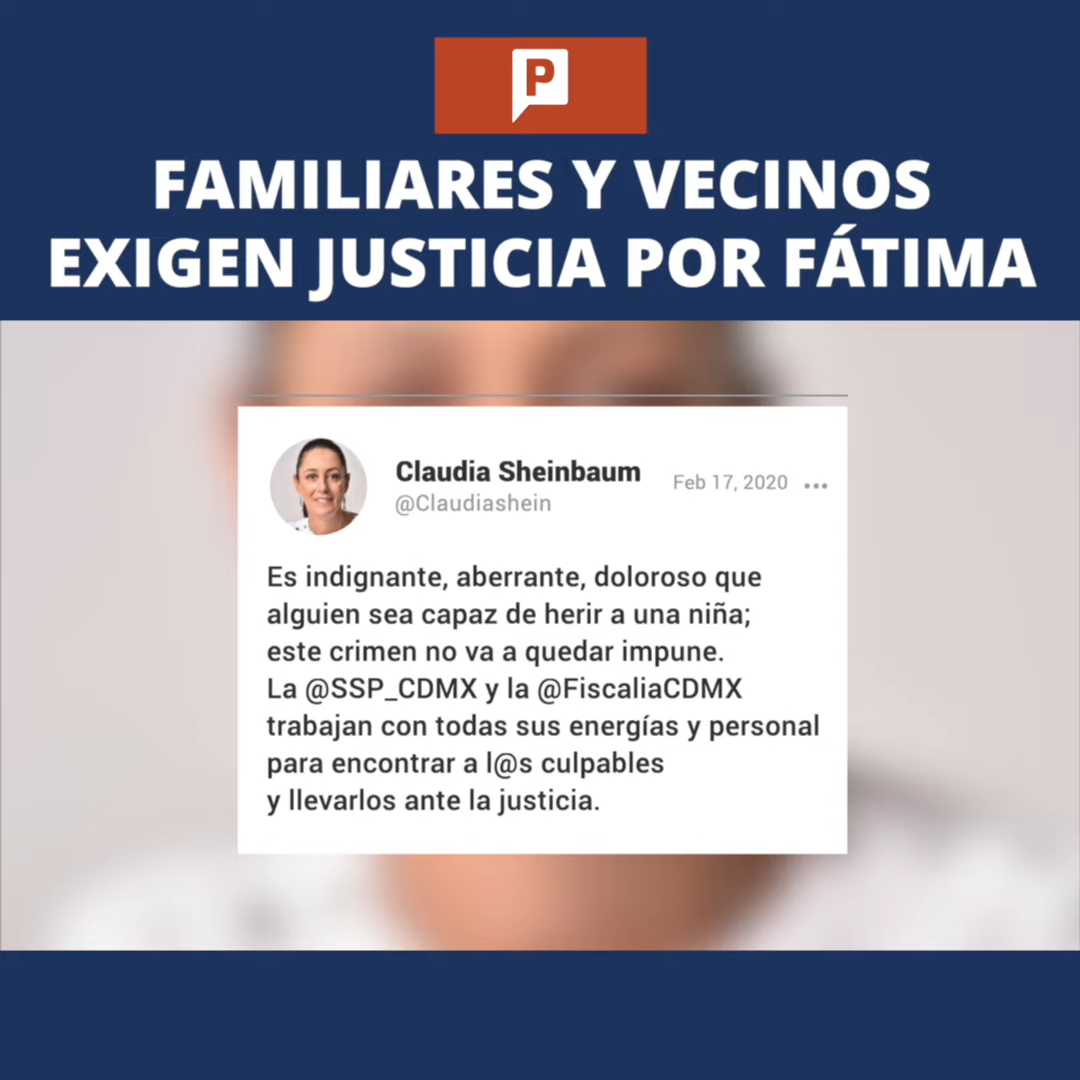 P
FAMILIARES Y VECINOS
EXIGEN JUSTICIA POR FÁTIMA
Claudia Sheinbaum
Feb 17, 2020 •••
@Claudiashein
Es indignante, aberrante, doloroso que
alguien sea capaz de herir a una niña;
este crimen no va a quedar impune.
La @SSP_CDMX y la @FiscaliaCDMX
trabajan con todas sus energías y personal
para encontrar a l@s culpables
y llevarlos ante la justicia.